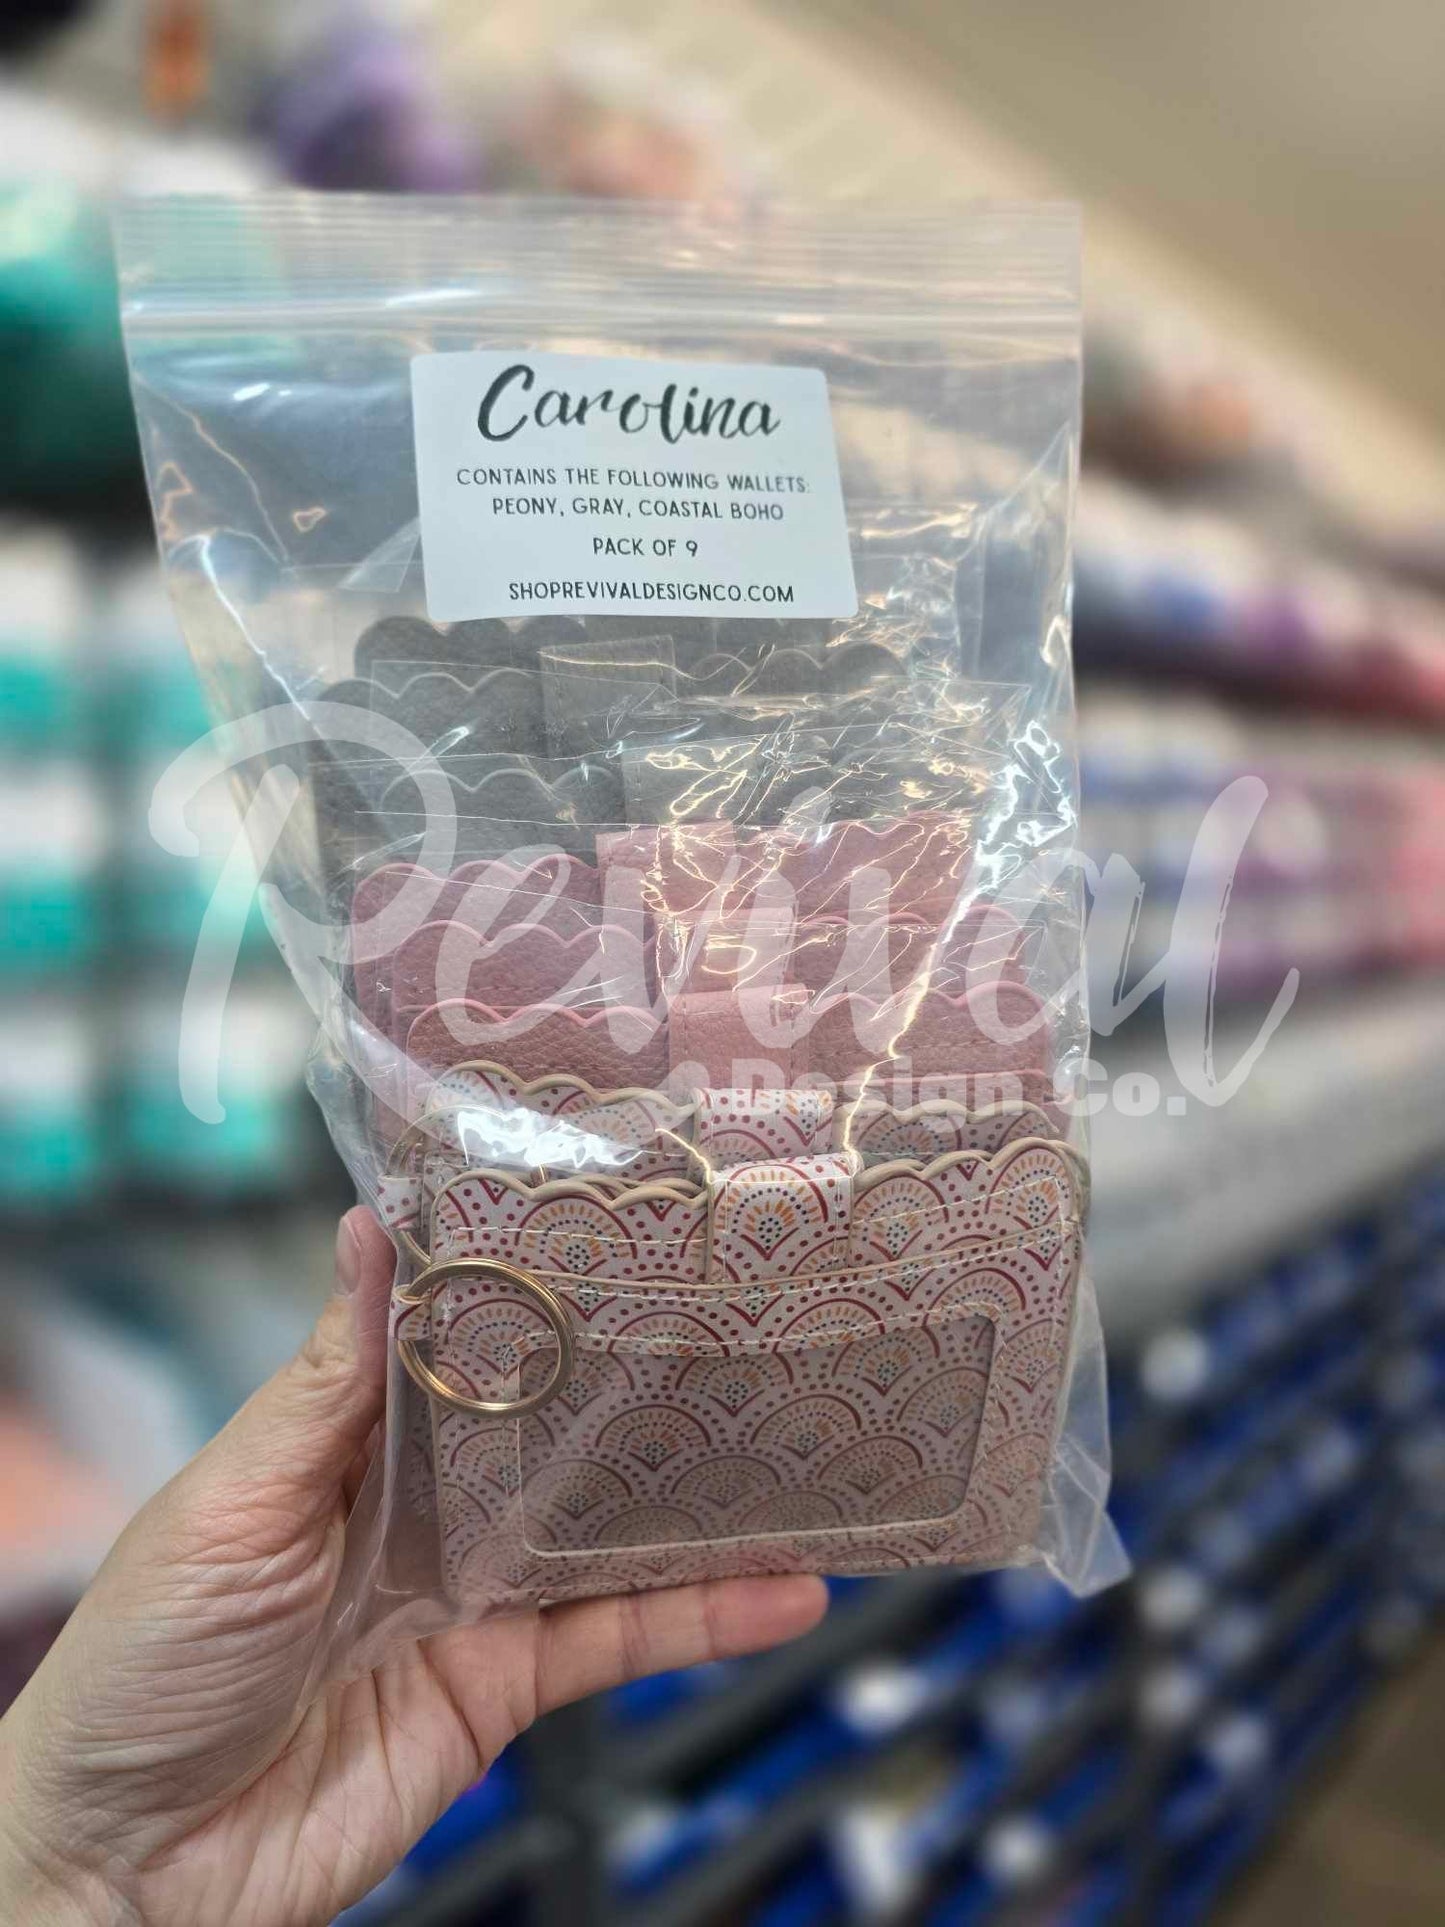 Carolina
CONTAINS THE FOLLOWING WALLETS:
PEONY, GRAY, COASTAL BOHO
PACK OF 9
SHOPREVIVALDESIGNCO.COM
Revival
Design Co.